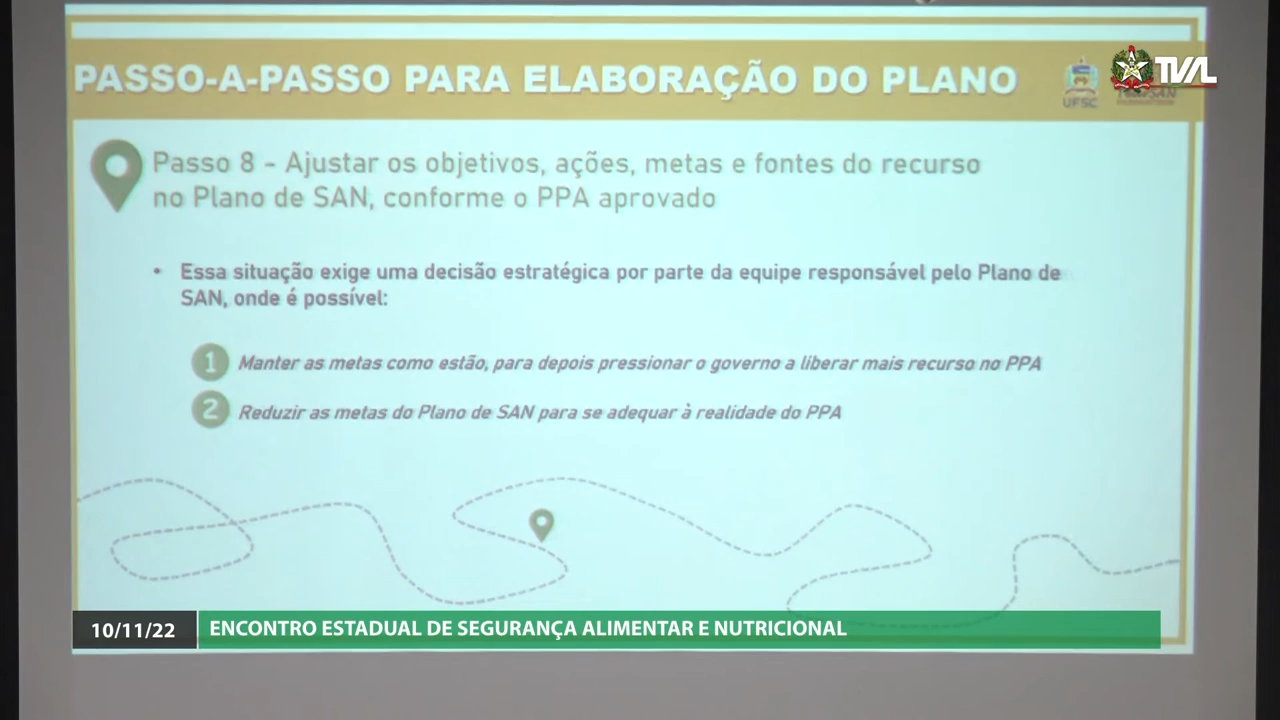 PASSO-A-PASSO PARA ELABORAÇÃO DO PLANO
UFSC
TVAL
Passo 8 - Ajustar os objetivos, ações, metas e fontes do recurso
no Plano de SAN, conforme o PPA aprovado
• Essa situação exige uma decisão estratégica por parte da equipe responsável pelo Plano de
SAN, onde é possível:
1 Manter as metas como estão, para depois pressionar o governo a liberar mais recurso no PPA
2 Reduzir as metas do Plano de SAN para se adequar à realidade do PPA
10/11/22
ENCONTRO ESTADUAL DE SEGURANÇA ALIMENTAR E NUTRICIONAL